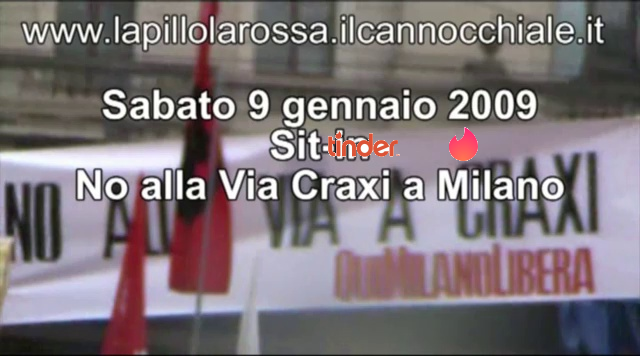 www.lapillolarossa.ilcannocchiale.it
Sabato 9 gennaio 2009
Sit-in
tinder
No alla Via Craxi a Milano
NO ALLA VIA A CRAXI
QUIMILANOLIBERA